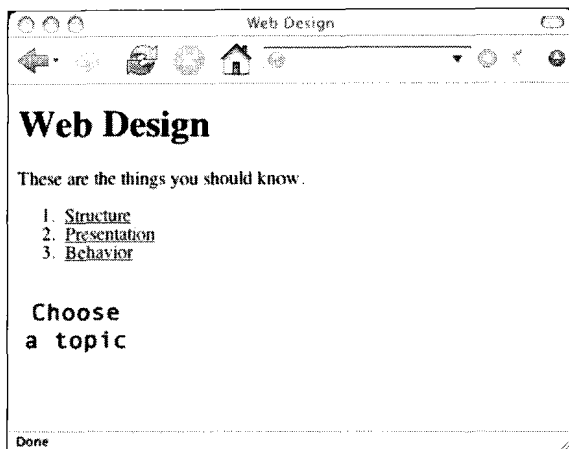 Web Design
Web Design
These are the things you should know.
1. Structure
2. Presentation
3. Behavior
Choose
a topic
Done